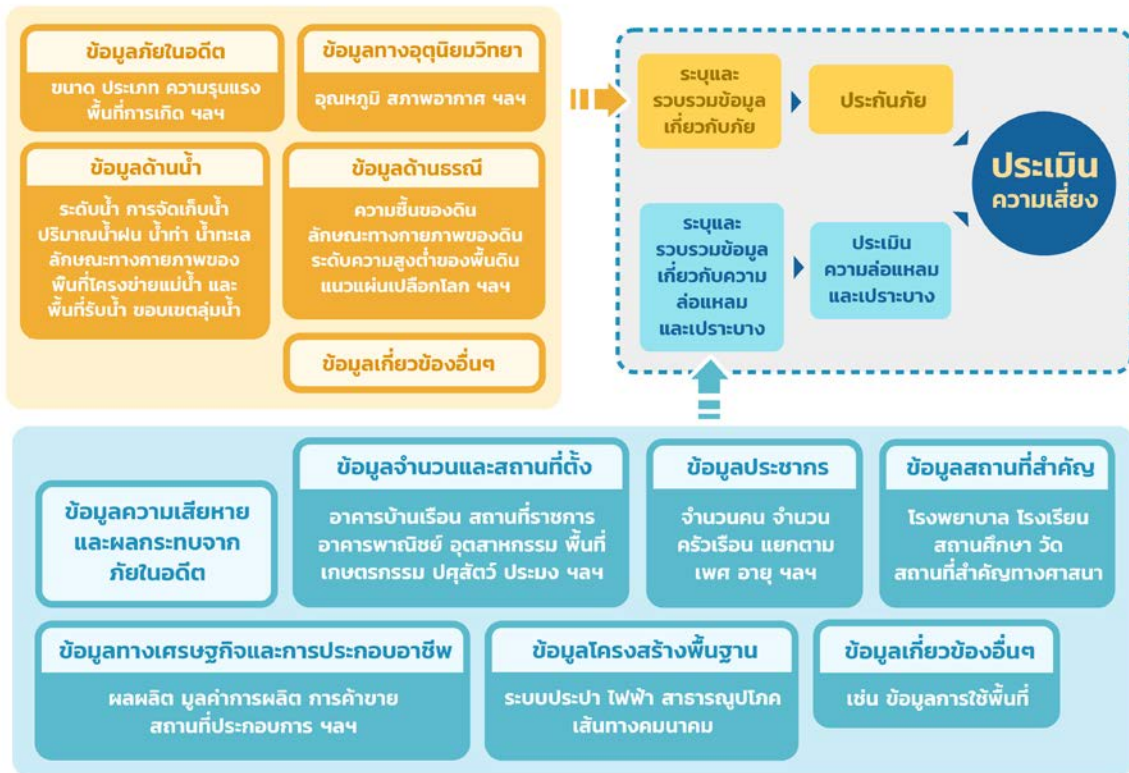 ข้อมูลภัยในอดีต
ขนาด ประเภท ความรุนแรง
พื้นที่การเกิด ฯลฯ
ข้อมูลทางอุตุนิยมวิทยา
อุณหภูมิ สภาพอากาศ ฯลฯ
ข้อมูลด้านน้ำ
ระดับน้ำ การจัดเก็บน้ำ
ปริมาณน้ำฝน น้ำท่า น้ำทะเล
ลักษณะทางกายภาพของ
พื้นที่โครงข่ายแม่น้ำ และ
พื้นที่รับน้ำ ขอบเขตลุ่มน้ำ
ข้อมูลด้านธรณี
ความชื้นของดิน
ลักษณะทางกายภาพของดิน
ระดับความสูงต่ำของพื้นดิน
แนวแผ่นเปลือกโลก ฯลฯ
ข้อมูลเกี่ยวข้องอื่นๆ
ระบุและ
รวบรวมข้อมูล
เกี่ยวกับภัย
ประกันภัย
ระบุและ
รวบรวมข้อมูล
เกี่ยวกับความ
ล่อแหลม
และเปราะบาง
ประเมิน
ความล่อแหลม
และเปราะบาง
ประเมิน
ความเสี่ยง
ข้อมูลความเสียหาย
และผลกระทบจาก
ภัยในอดีต
ข้อมูลจำนวนและสถานที่ตั้ง
อาคารบ้านเรือน สถานที่ราชการ
อาคารพาณิชย์ อุตสาหกรรม พื้นที่
เกษตรกรรม ปศุสัตว์ ประมง ฯลฯ
ข้อมูลประชากร
จำนวนคน จำนวน
ครัวเรือน แยกตาม
เพศ อายุ ฯลฯ
ข้อมูลสถานที่สำคัญ
โรงพยาบาล โรงเรียน
สถานศึกษา วัด
สถานที่สำคัญทางศาสนา
ข้อมูลทางเศรษฐกิจและการประกอบอาชีพ
ผลผลิต มูลค่าการผลิต การค้าขาย
สถานที่ประกอบการ ฯลฯ
ข้อมูลโครงสร้างพื้นฐาน
ระบบประปา ไฟฟ้า สาธารณูปโภค
เส้นทางคมนาคม
ข้อมูลเกี่ยวข้องอื่นๆ
เช่น ข้อมูลการใช้พื้นที่